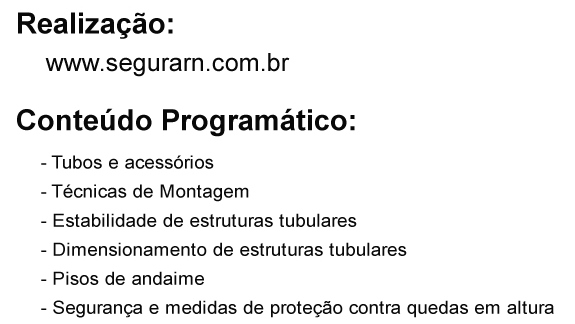 Realização:
www.segurarn.com.br
Conteúdo Programático:
- Tubos e acessórios
- Técnicas de Montagem
- Estabilidade de estruturas tubulares
- Dimensionamento de estruturas tubulares
- Pisos de andaime
- Segurança e medidas de proteção contra quedas em altura